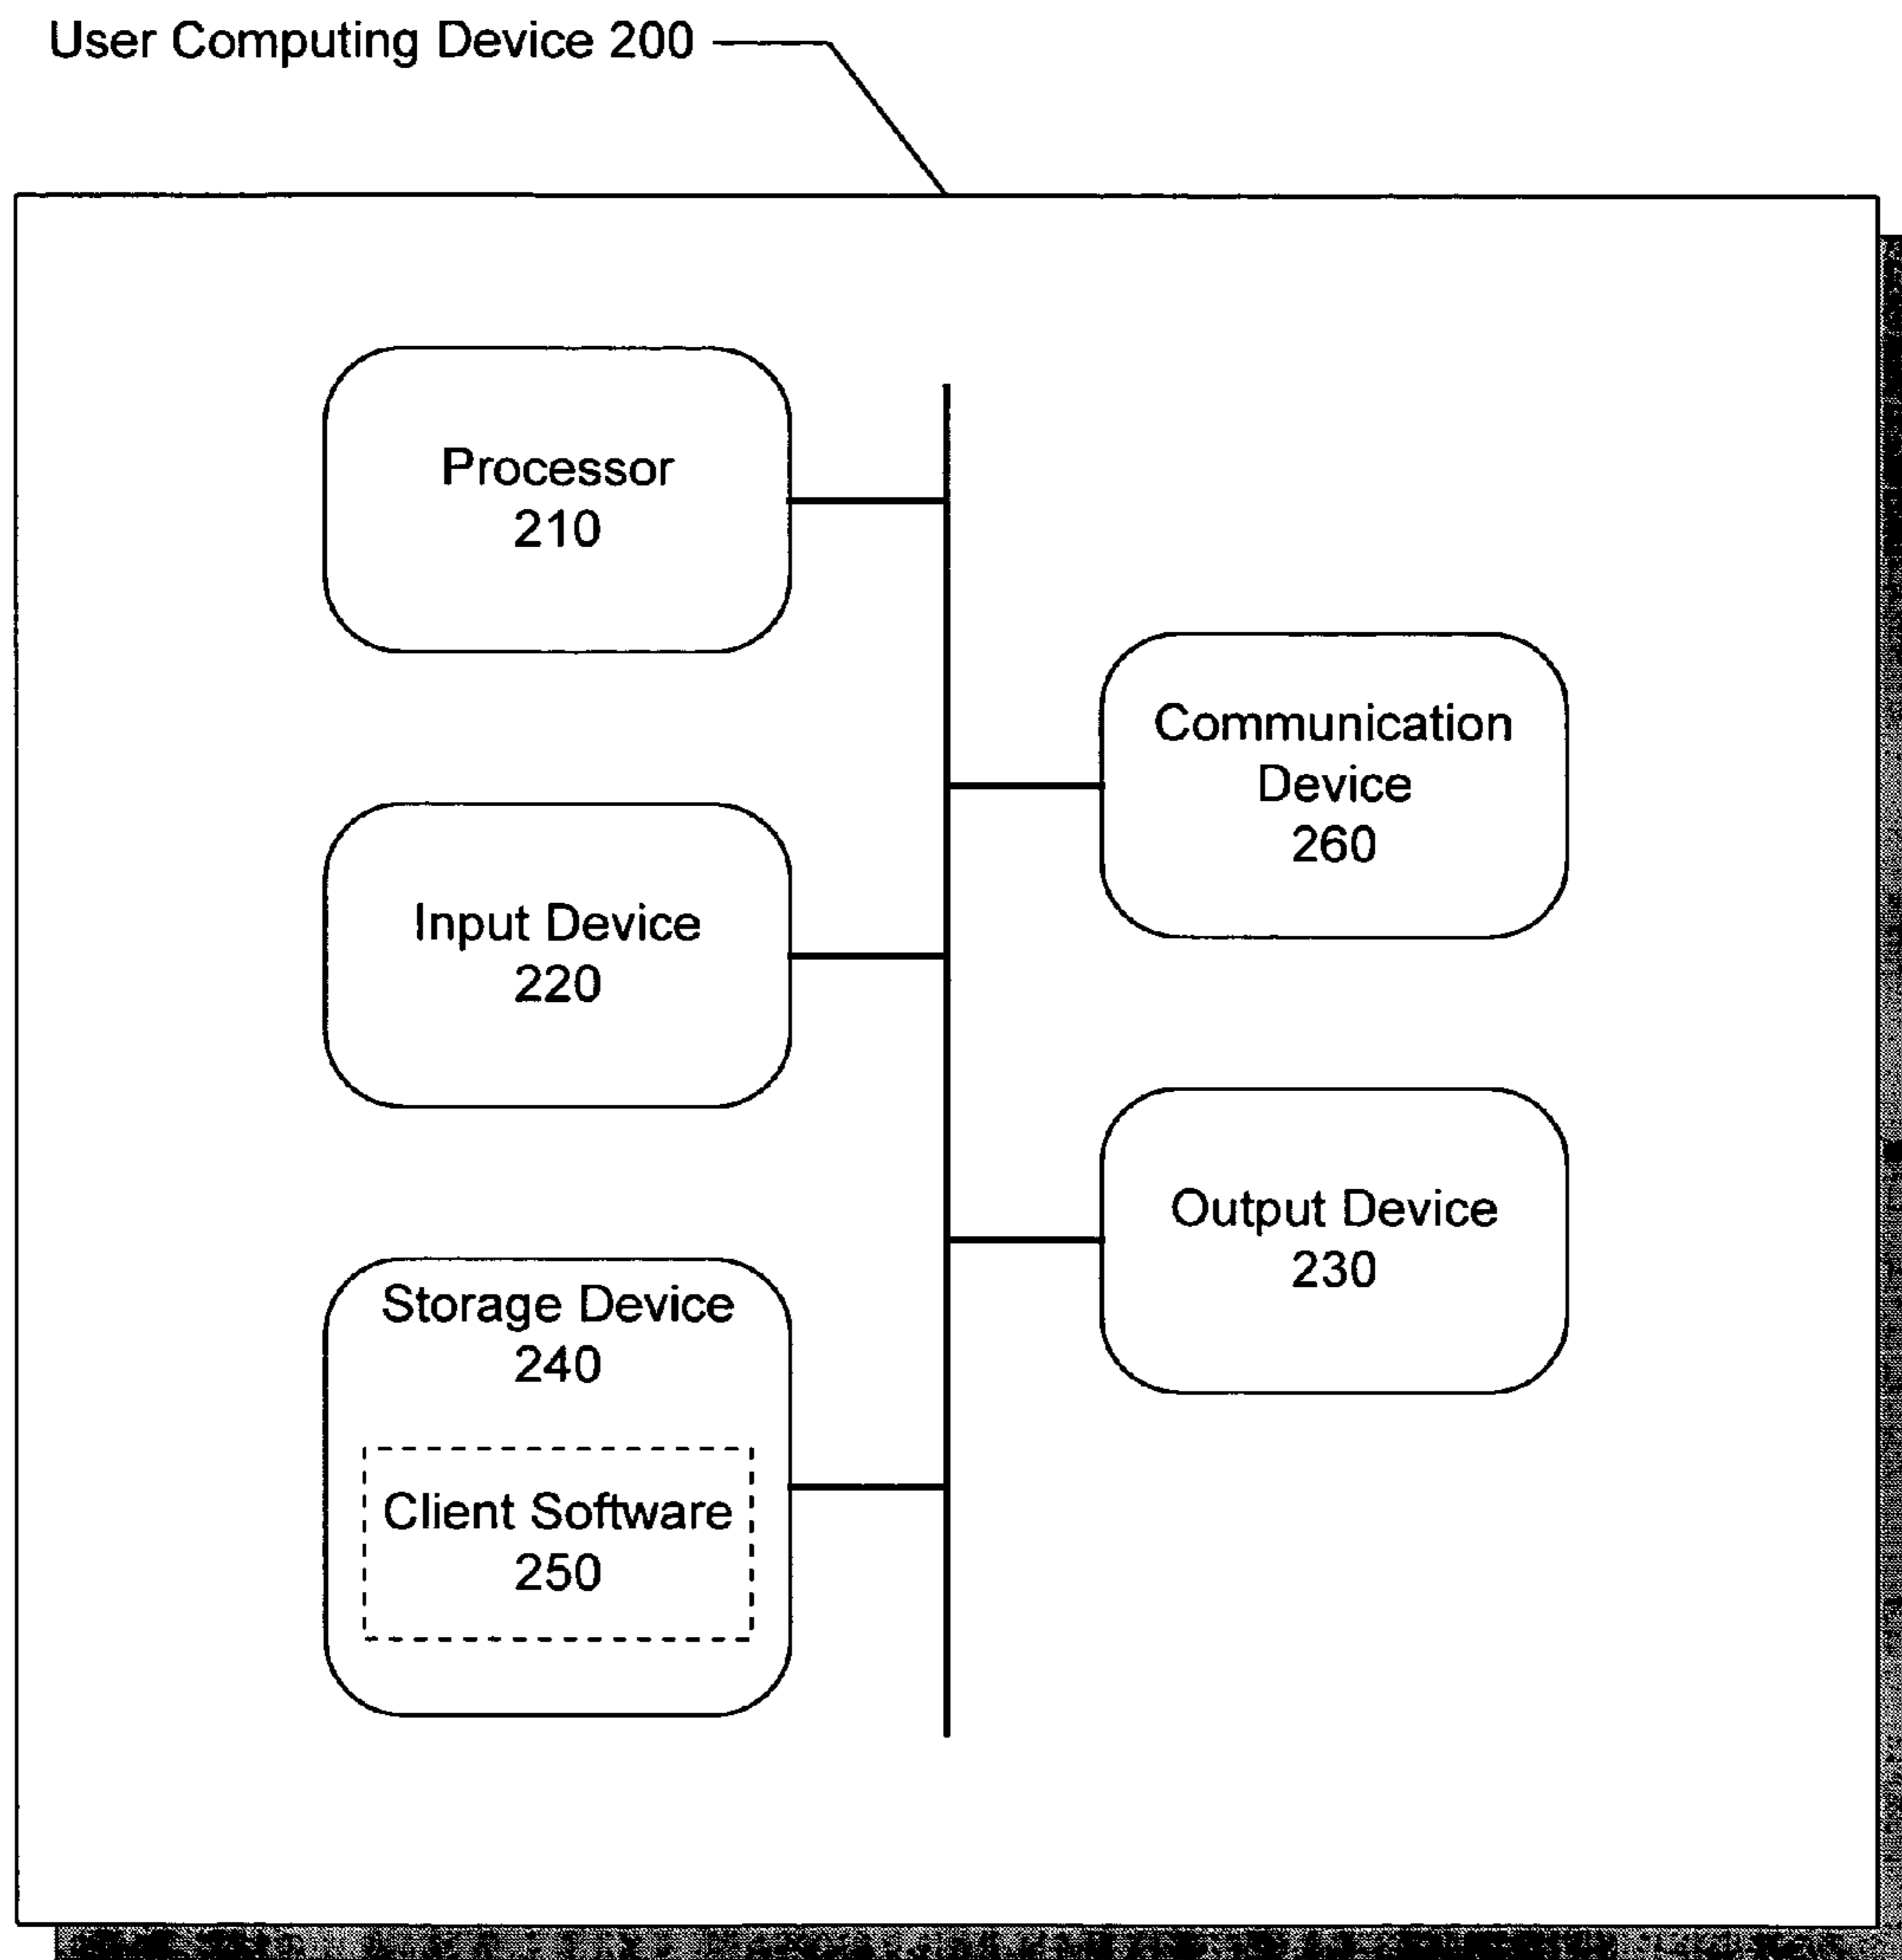 User Computing Device 200
Processor
210
Communication
Device
260
Input Device
220
Output Device
230
Storage Device
240
Client Software
250